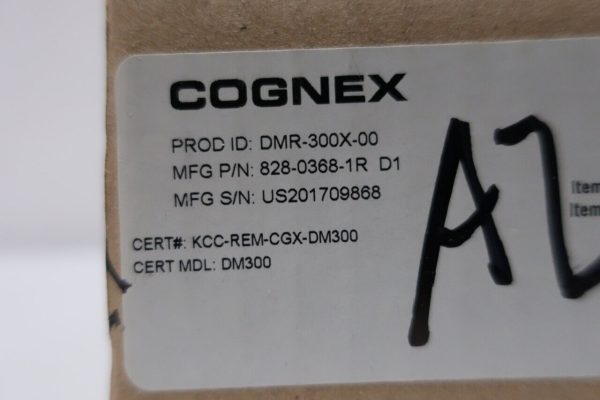 COGNEX
PROD ID: DMR-300X-00
MFG P/N: 828-0368-1R D1
MFG S/N: US201709868
CERT#: KCC-REM-CGX-DM300
CERT MDL: DM300
Item
Item
A2